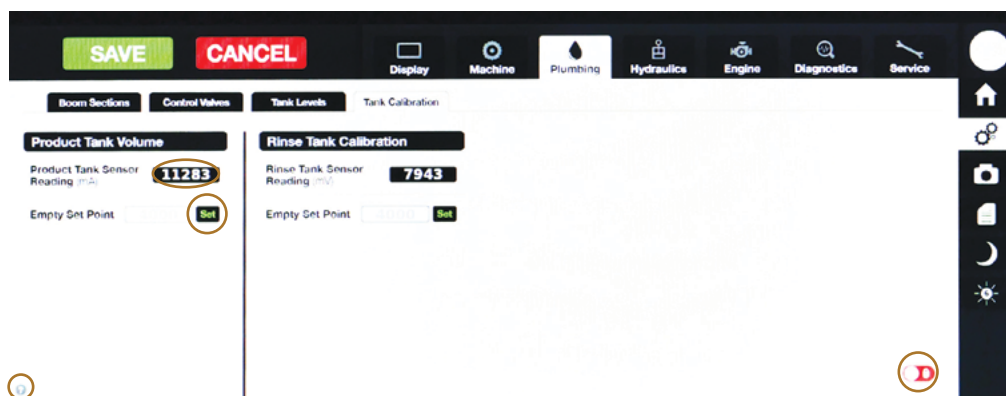 SAVE
CANCEL
Display
Machine
Plumbing
Hydraulics
Engine
Diagnostics
Service
Boom Sections
Control Valves
Tank Levels
Tank Calibration
Product Tank Volume
Product Tank Sensor
Reading (mA)
11283
Empty Set Point
Set
Rinse Tank Calibration
Rinse Tank Sensor
Reading (mV)
7943
Empty Set Point
Set